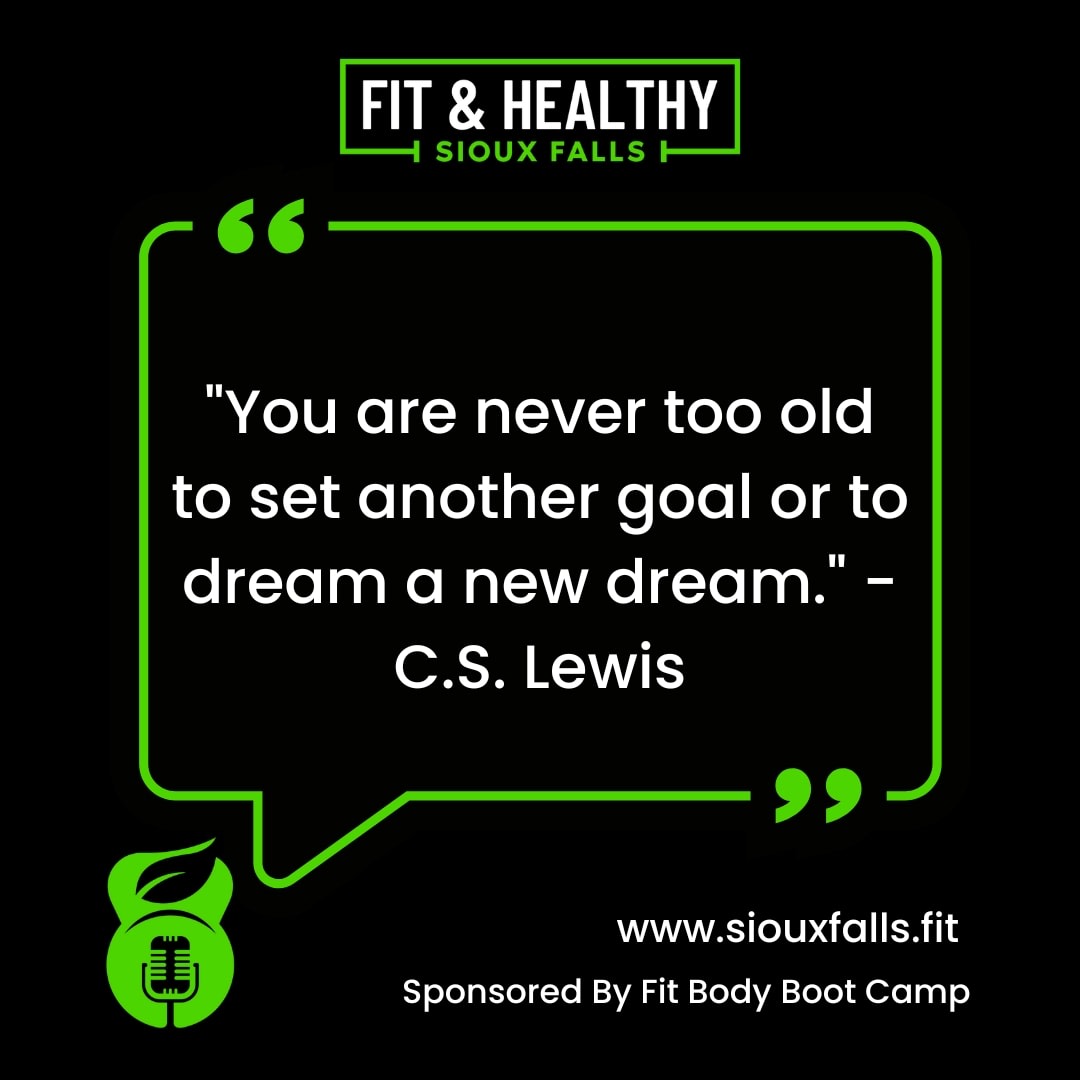 FIT & HEALTHY
SIOUX FALLS
"You are never too old
to set another goal or to
dream a new dream." -
C.S. Lewis
www.siouxfalls.fit
Sponsored By Fit Body Boot Camp